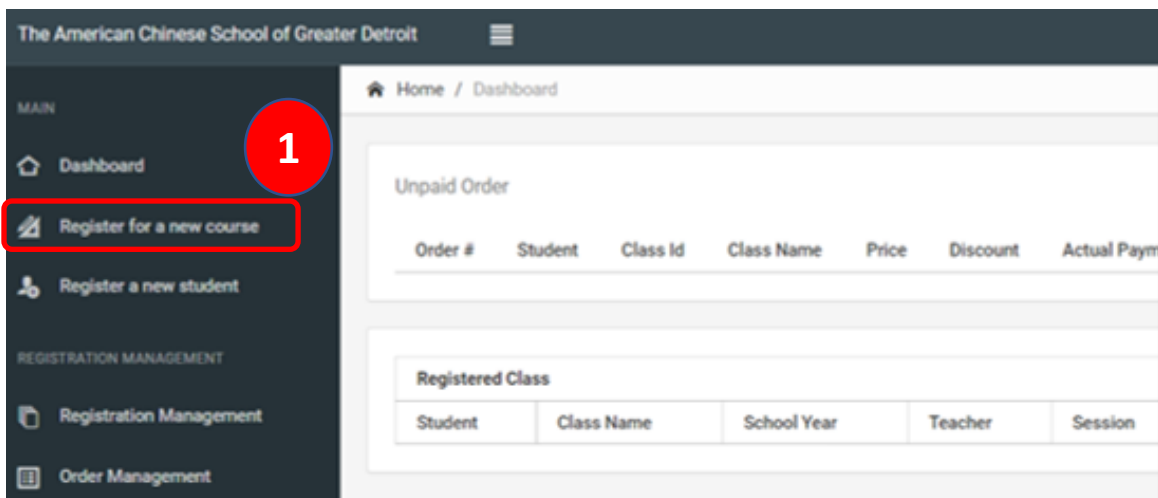 The American Chinese School of Greater Detroit
Home / Dashboard
MAIN
1
Dashboard
Register for a new course
Register a new student
REGISTRATION MANAGEMENT
Registration Management
Order Management
Unpaid Order
Order # Student Class Id Class Name Price Discount Actual Paym
Registered Class
Student Class Name School Year Teacher Session